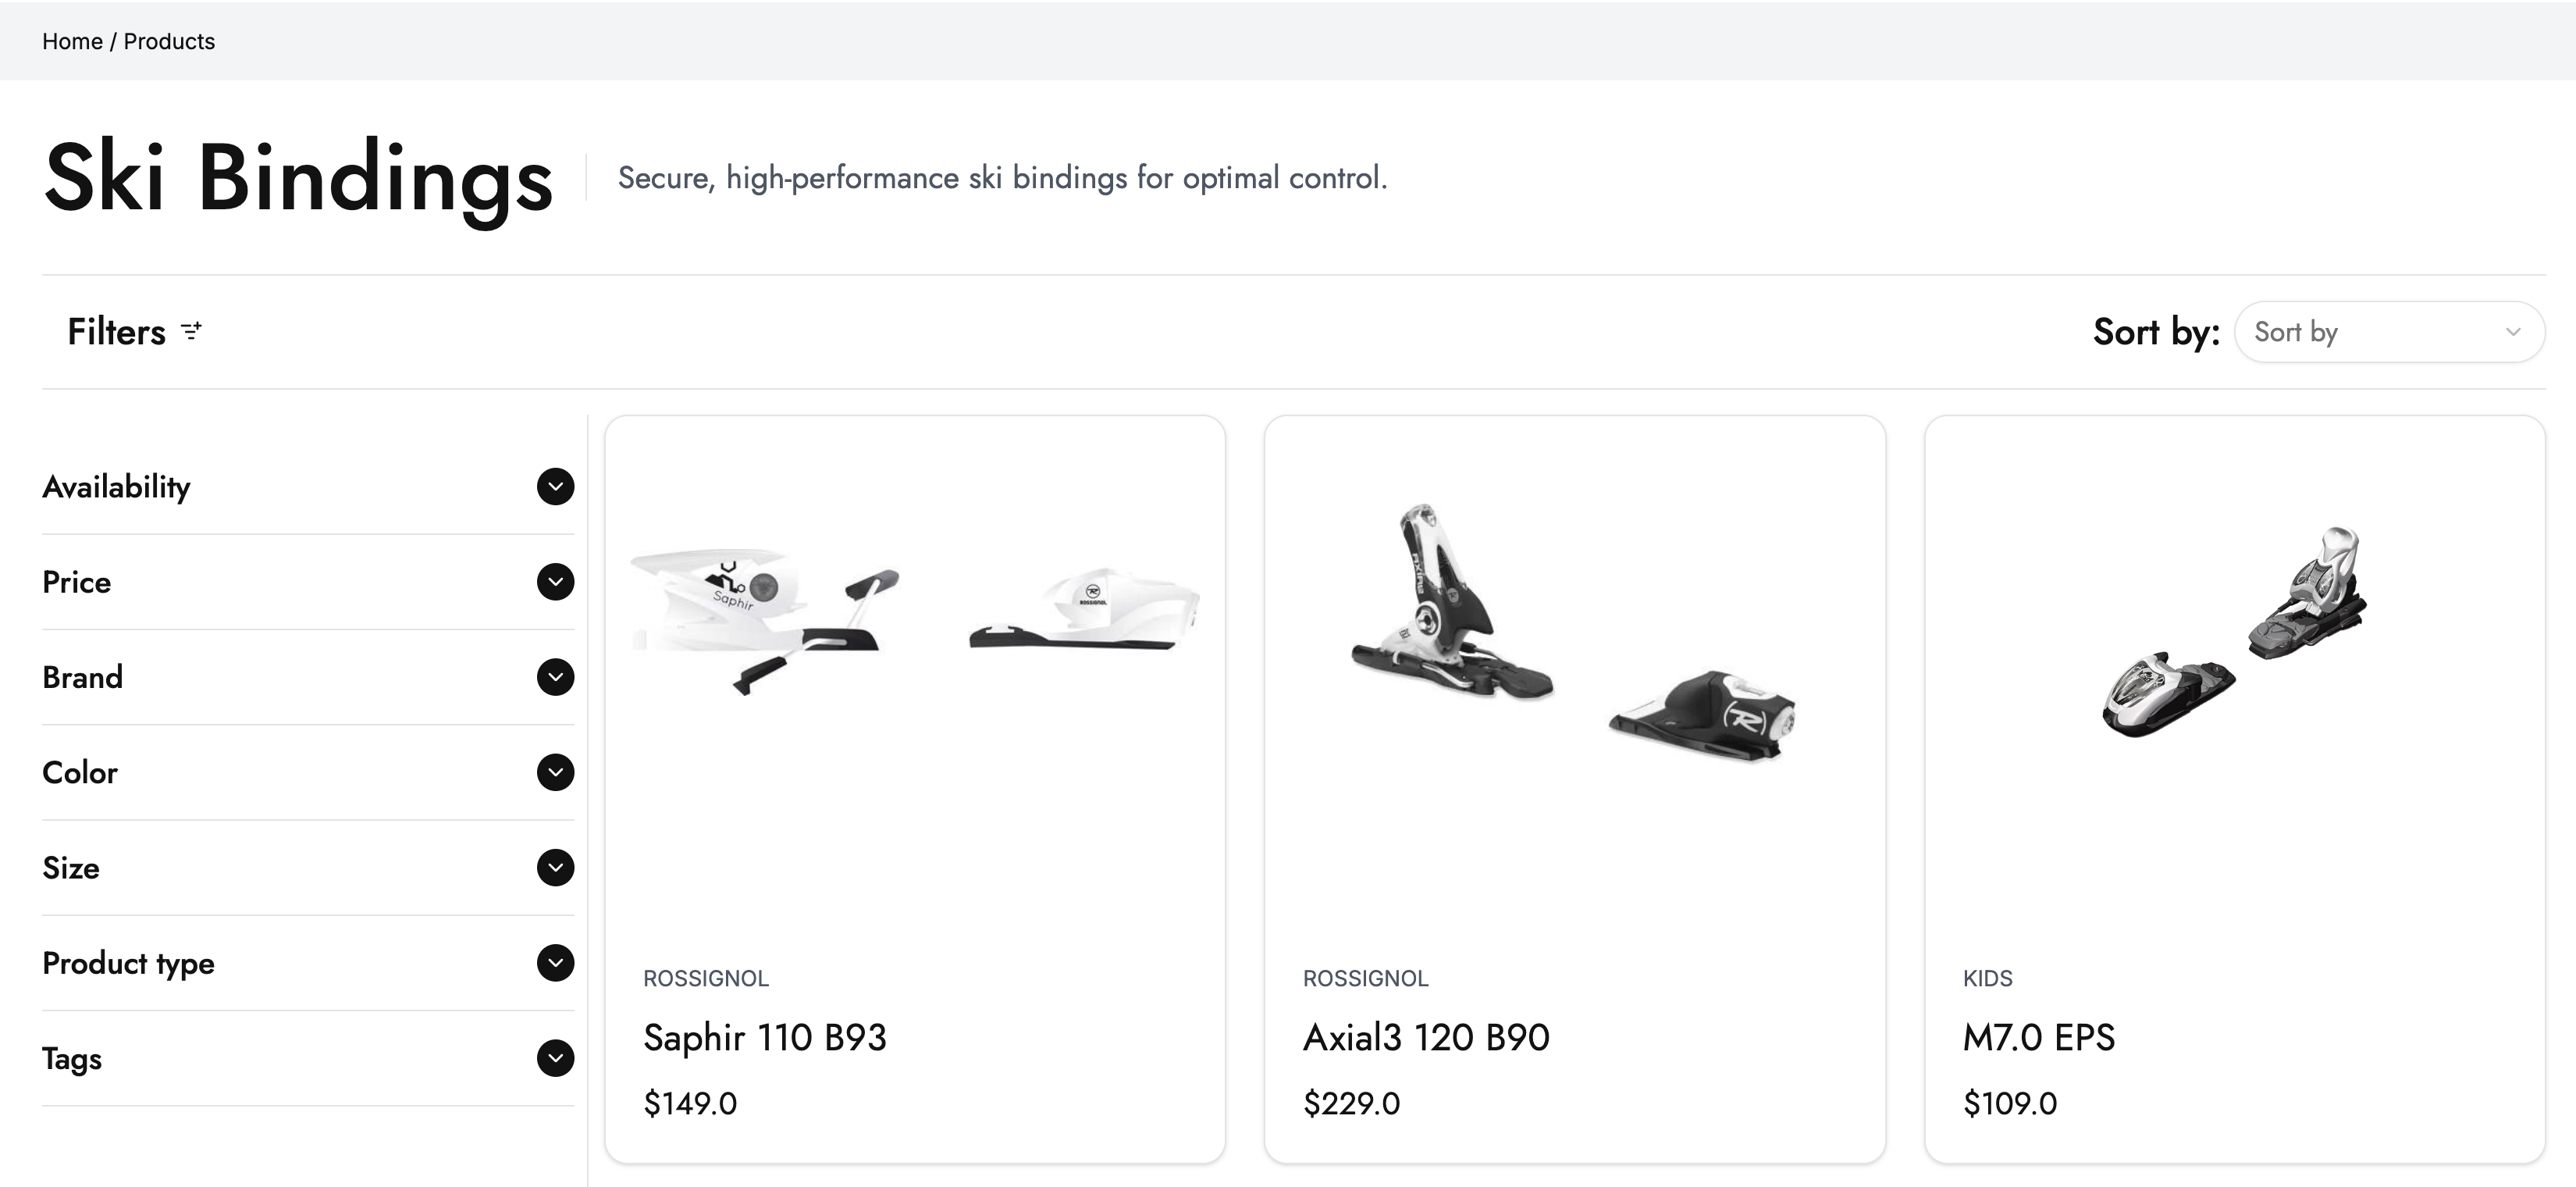 Home / Products
Ski Bindings
Secure, high-performance ski bindings for optimal control.
Filters
Sort by:
Sort by
Availability
Price
Brand
Color
Size
Product type
Tags
Saphir
ROSSIGNOL
ROSSIGNOL
Saphir 110 B93
$149.0
R
ROSSIGNOL
Axial3 120 B90
$229.0
KIDS
M7.0 EPS
$109.0